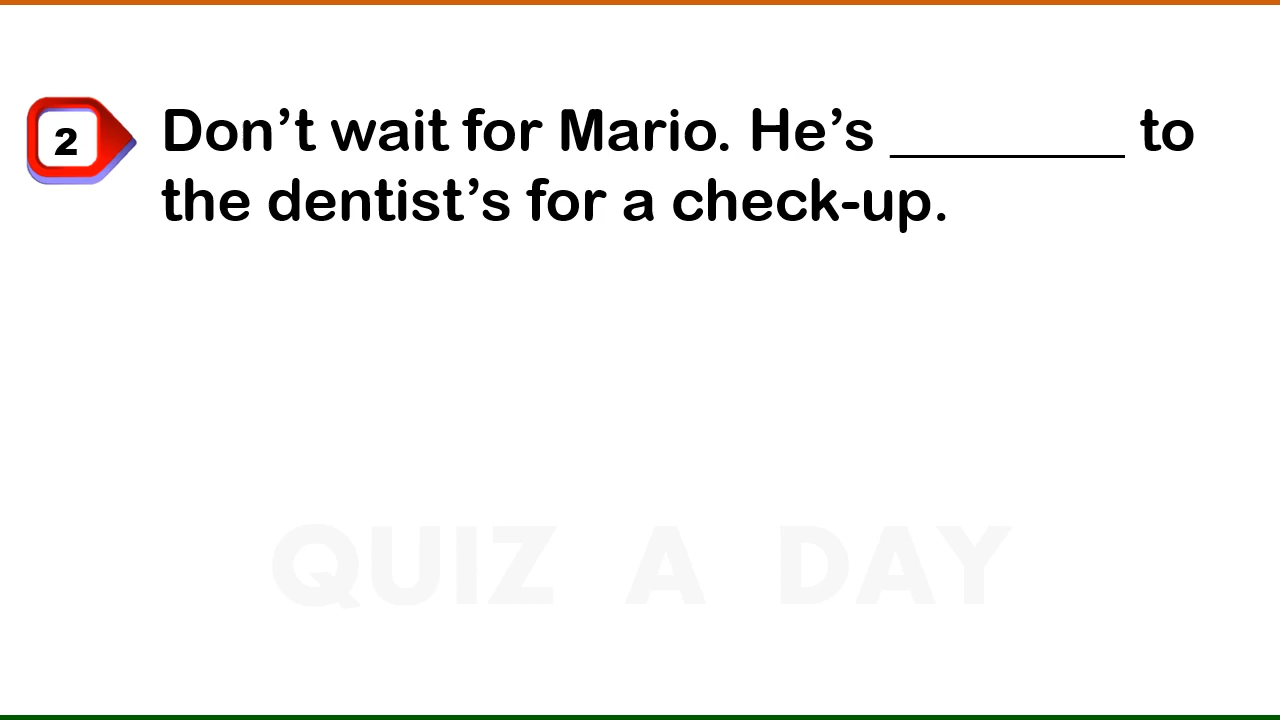 2
Don’t wait for Mario. He’s ________ to
the dentist’s for a check-up.
QUIZ A DAY